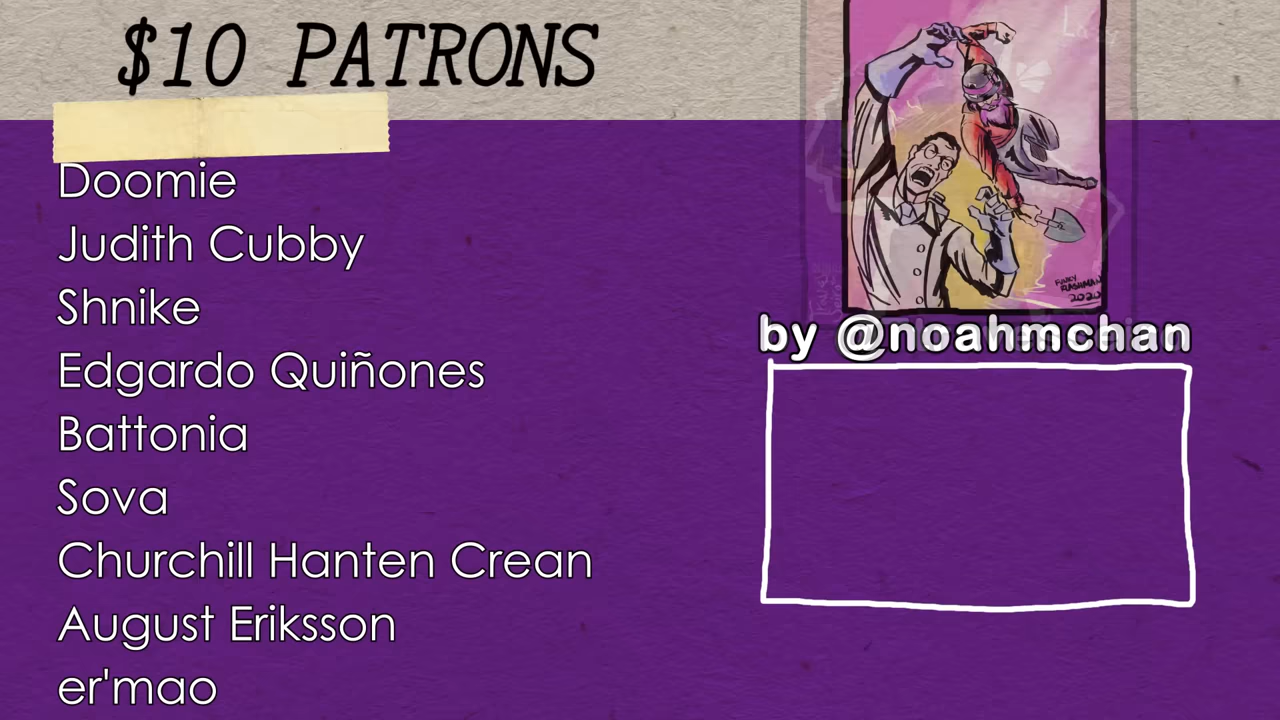 $10 PATRONS
Doomie
Judith Cubby
Shnike
Edgardo Quiñones
Battonia
Sova
Churchill Hanten Crean
August Eriksson
er'mao
2020
by @noahmchan